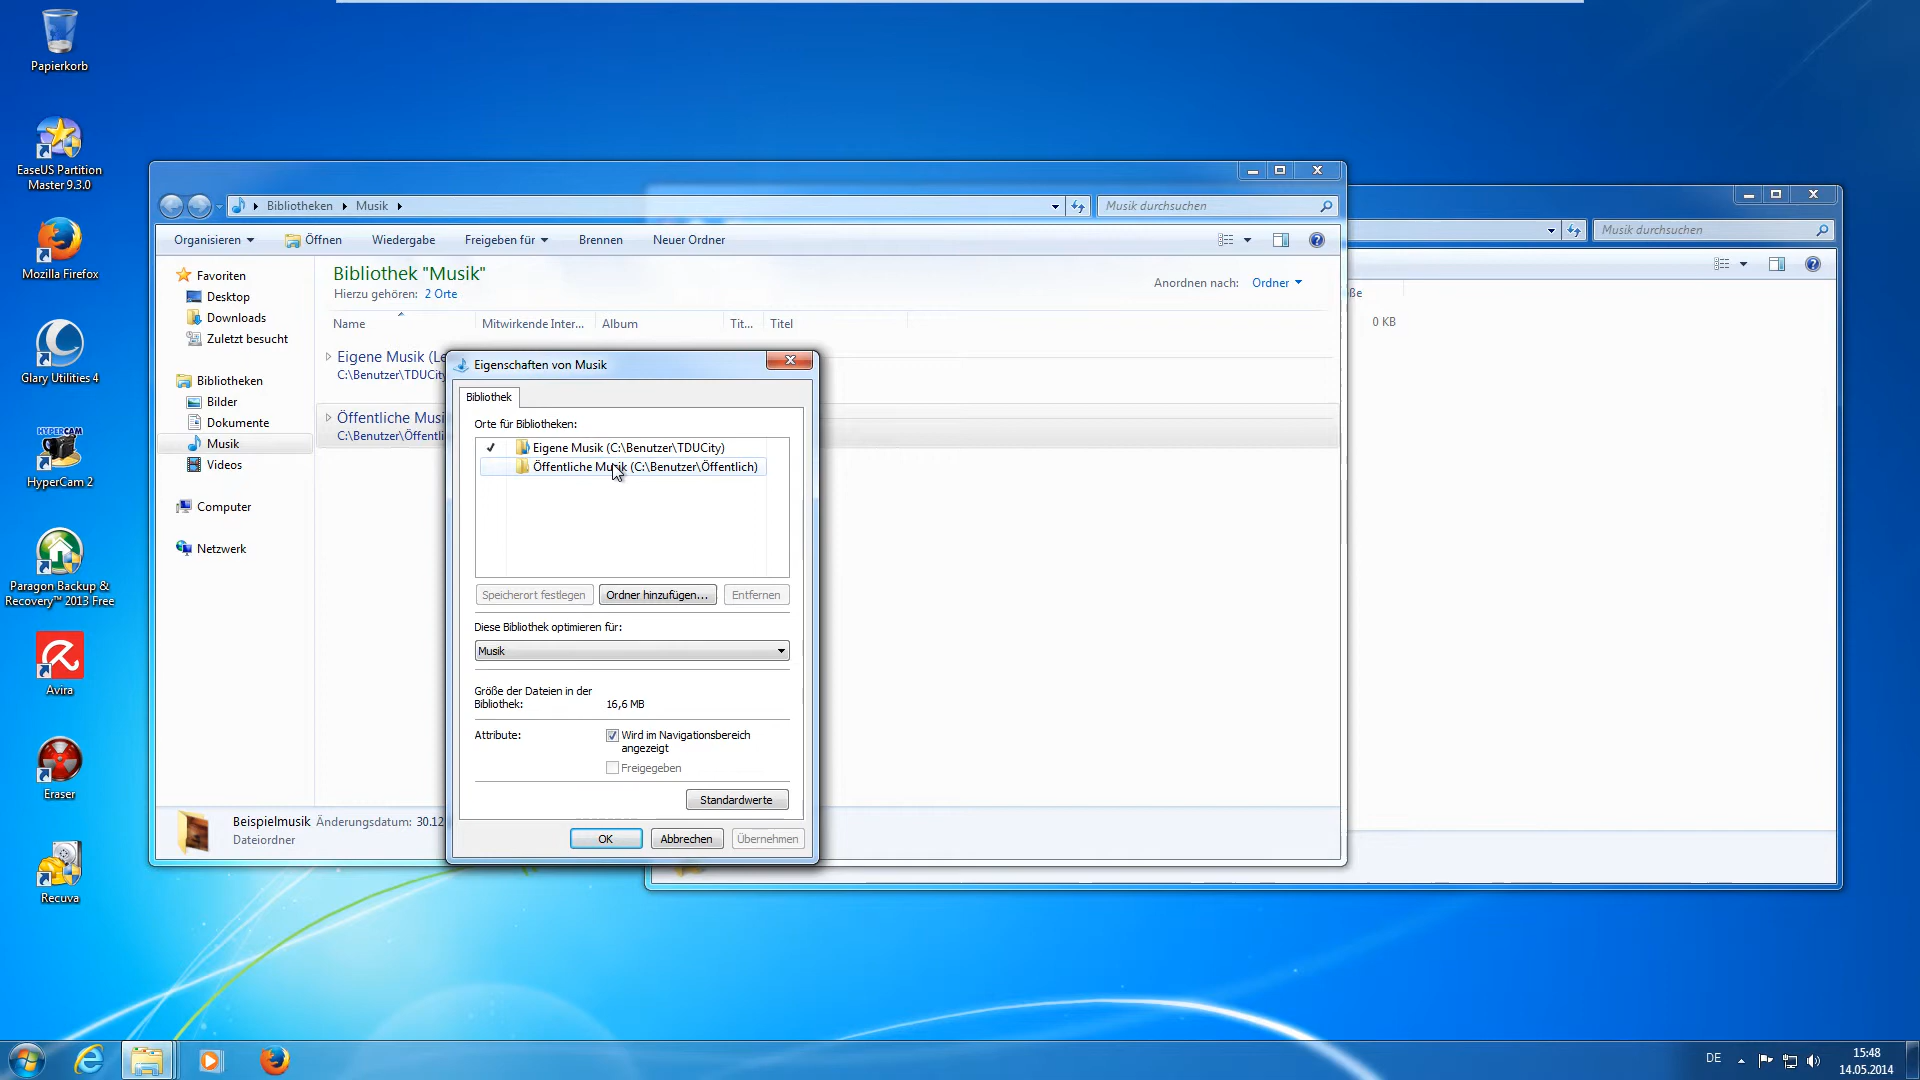 Papierkorb
EaseUS Partition
Master 9.3.0
Mozilla Firefox
Glary Utilities 4
HYPERCAM
HyperCam 2
Paragon Backup &
Recovery™ 2013 Free
Avira
Eraser
Recuva
Bibliotheken
Musik
Musik durchsuchen
Organisieren
Öffnen
Wiedergabe
Freigeben für
Brennen
Neuer Ordner
Favoriten
Desktop
Downloads
Zuletzt besucht
Bibliotheken
Bilder
Dokumente
Musik
Videos
Computer
Netzwerk
Bibliothek "Musik"
Hierzu gehören: 2 Orte
Anordnen nach: Ordner
Name
Mitwirkende Inter...
Album
Tit...
Titel
Eigene Musik (Le
C:\Benutzer\TDUCity
Öffentliche Musi
C:\Benutzer\Öffentli
Beispielmusik Änderungsdatum: 30.12
Dateiordner
Eigenschaften von Musik
Bibliothek
Orte für Bibliotheken:
Eigene Musik (C:\Benutzer\TDUCity)
Öffentliche Musik (C:\Benutzer\Öffentlich)
Speicherort festlegen
Ordner hinzufügen...
Entfernen
Diese Bibliothek optimieren für:
Musik
Größe der Dateien in der
Bibliothek:
16,6 MB
Attribute:
Wird im Navigationsbereich
angezeigt
Freigegeben
Standardwerte
OK
Abbrechen
Übernehmen
Musik durchsuchen
ße
0 KB
DE
15:48
14.05.2014